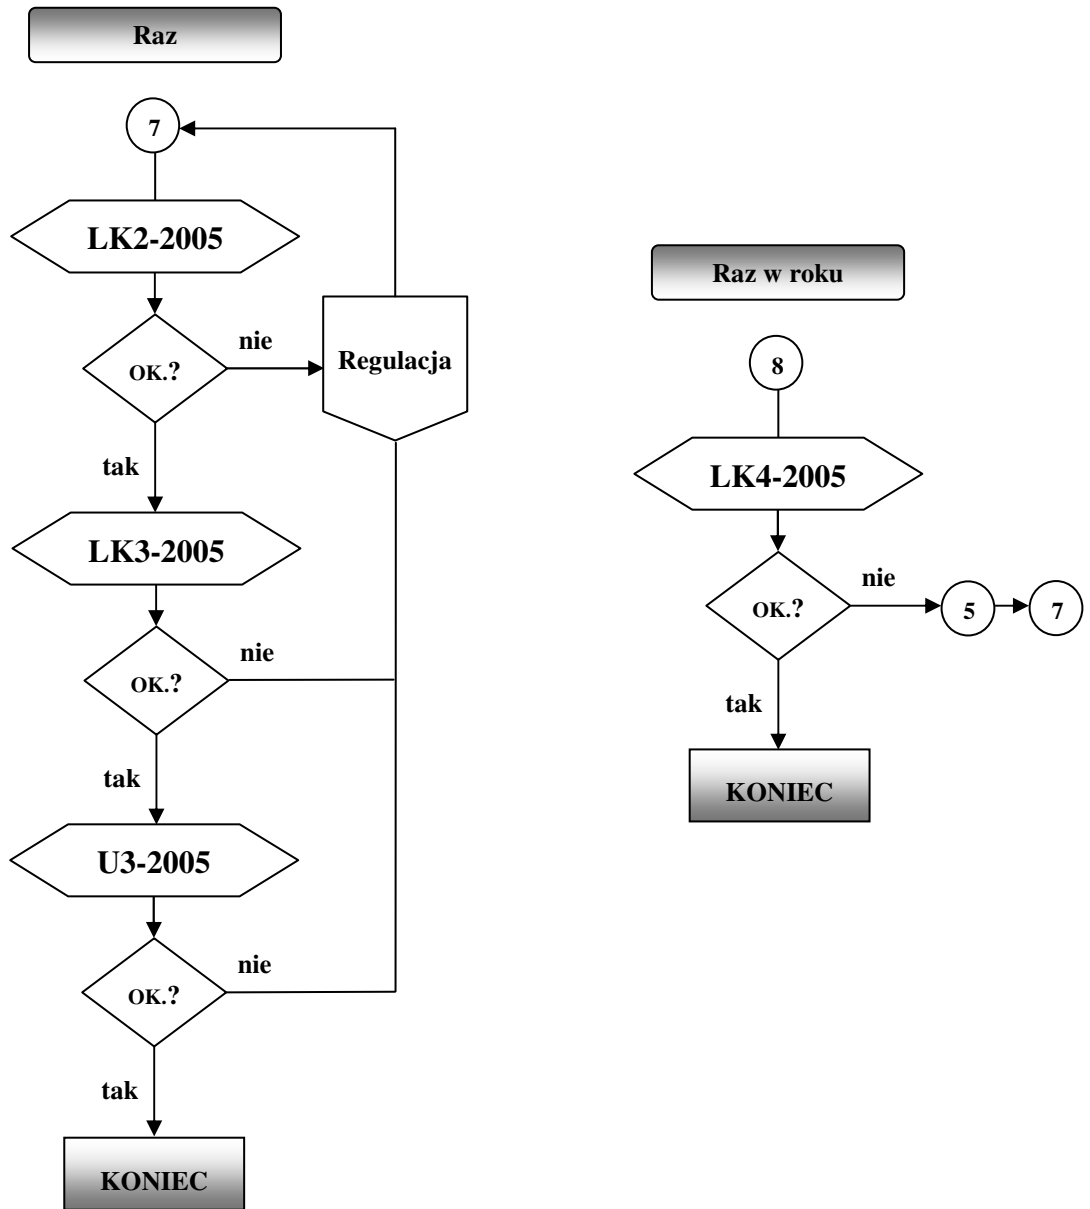 Raz
7
LK2-2005
nie
OK.?
Regulacja
tak
LK3-2005
nie
OK.?
tak
U3-2005
nie
OK.?
tak
KONIEC
Raz w roku
8
LK4-2005
nie
OK.?
5
7
tak
KONIEC